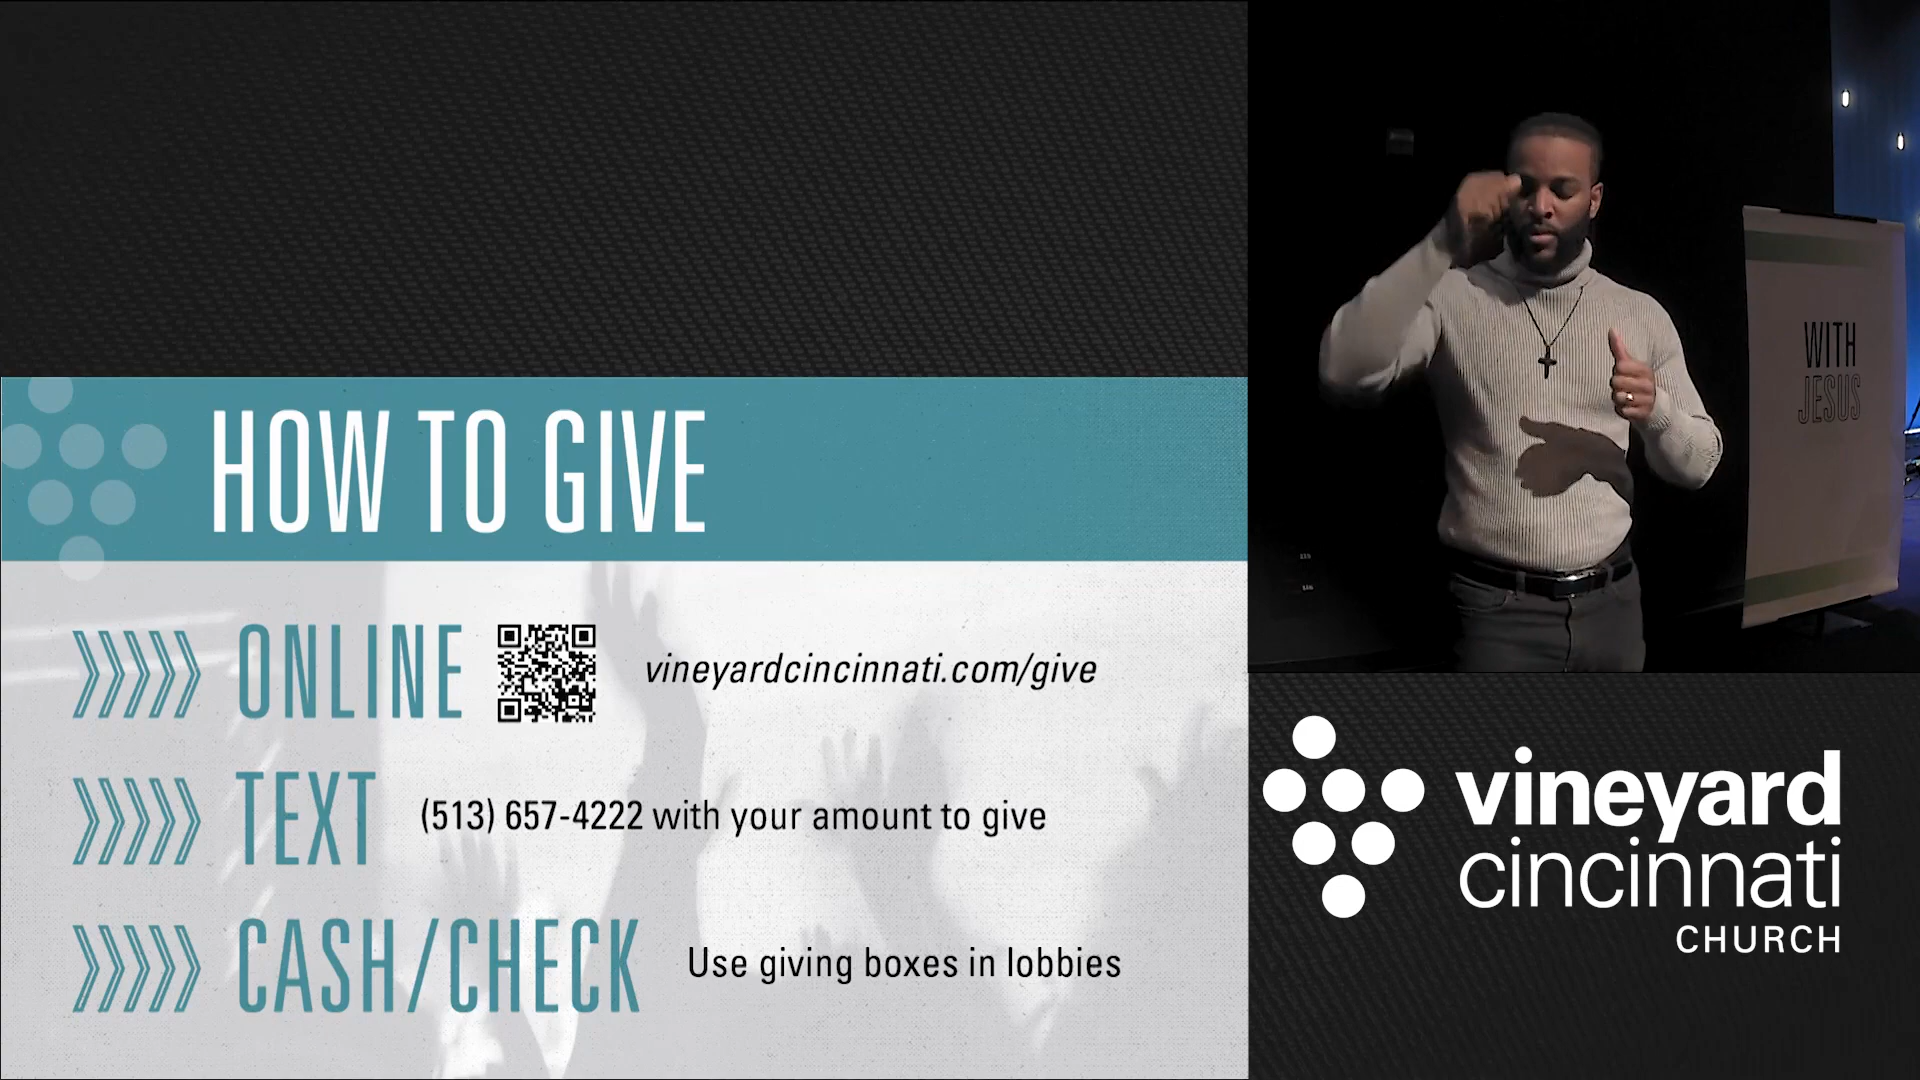 HOW TO GIVE
ONLINE vineyardcincinnati.com/give
TEXT (513) 657-4222 with your amount to give
CASH/CHECK Use giving boxes in lobbies
WITH
JESUS
vineyard
cincinnati
CHURCH